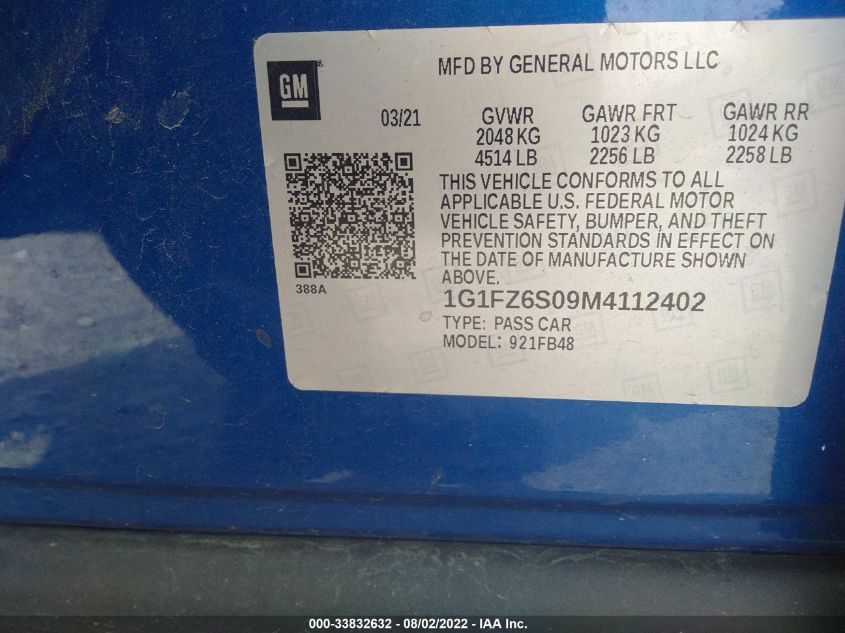 MFD BY GENERAL MOTORS LLC
GM
03/21
GVWR GAWR FRT GAWR RR
2048 KG 1023 KG 1024 KG
4514 LB 2256 LB 2258 LB
THIS VEHICLE CONFORMS TO ALL
APPLICABLE U.S. FEDERAL MOTOR
VEHICLE SAFETY, BUMPER, AND THEFT
PREVENTION STANDARDS IN EFFECT ON
THE DATE OF MANUFACTURE SHOWN
ABOVE.
388A
1G1FZ6S09M4112402
TYPE: PASS CAR
MODEL: 921FB48
000-33832632 - 08/02/2022 - IAAI Inc.